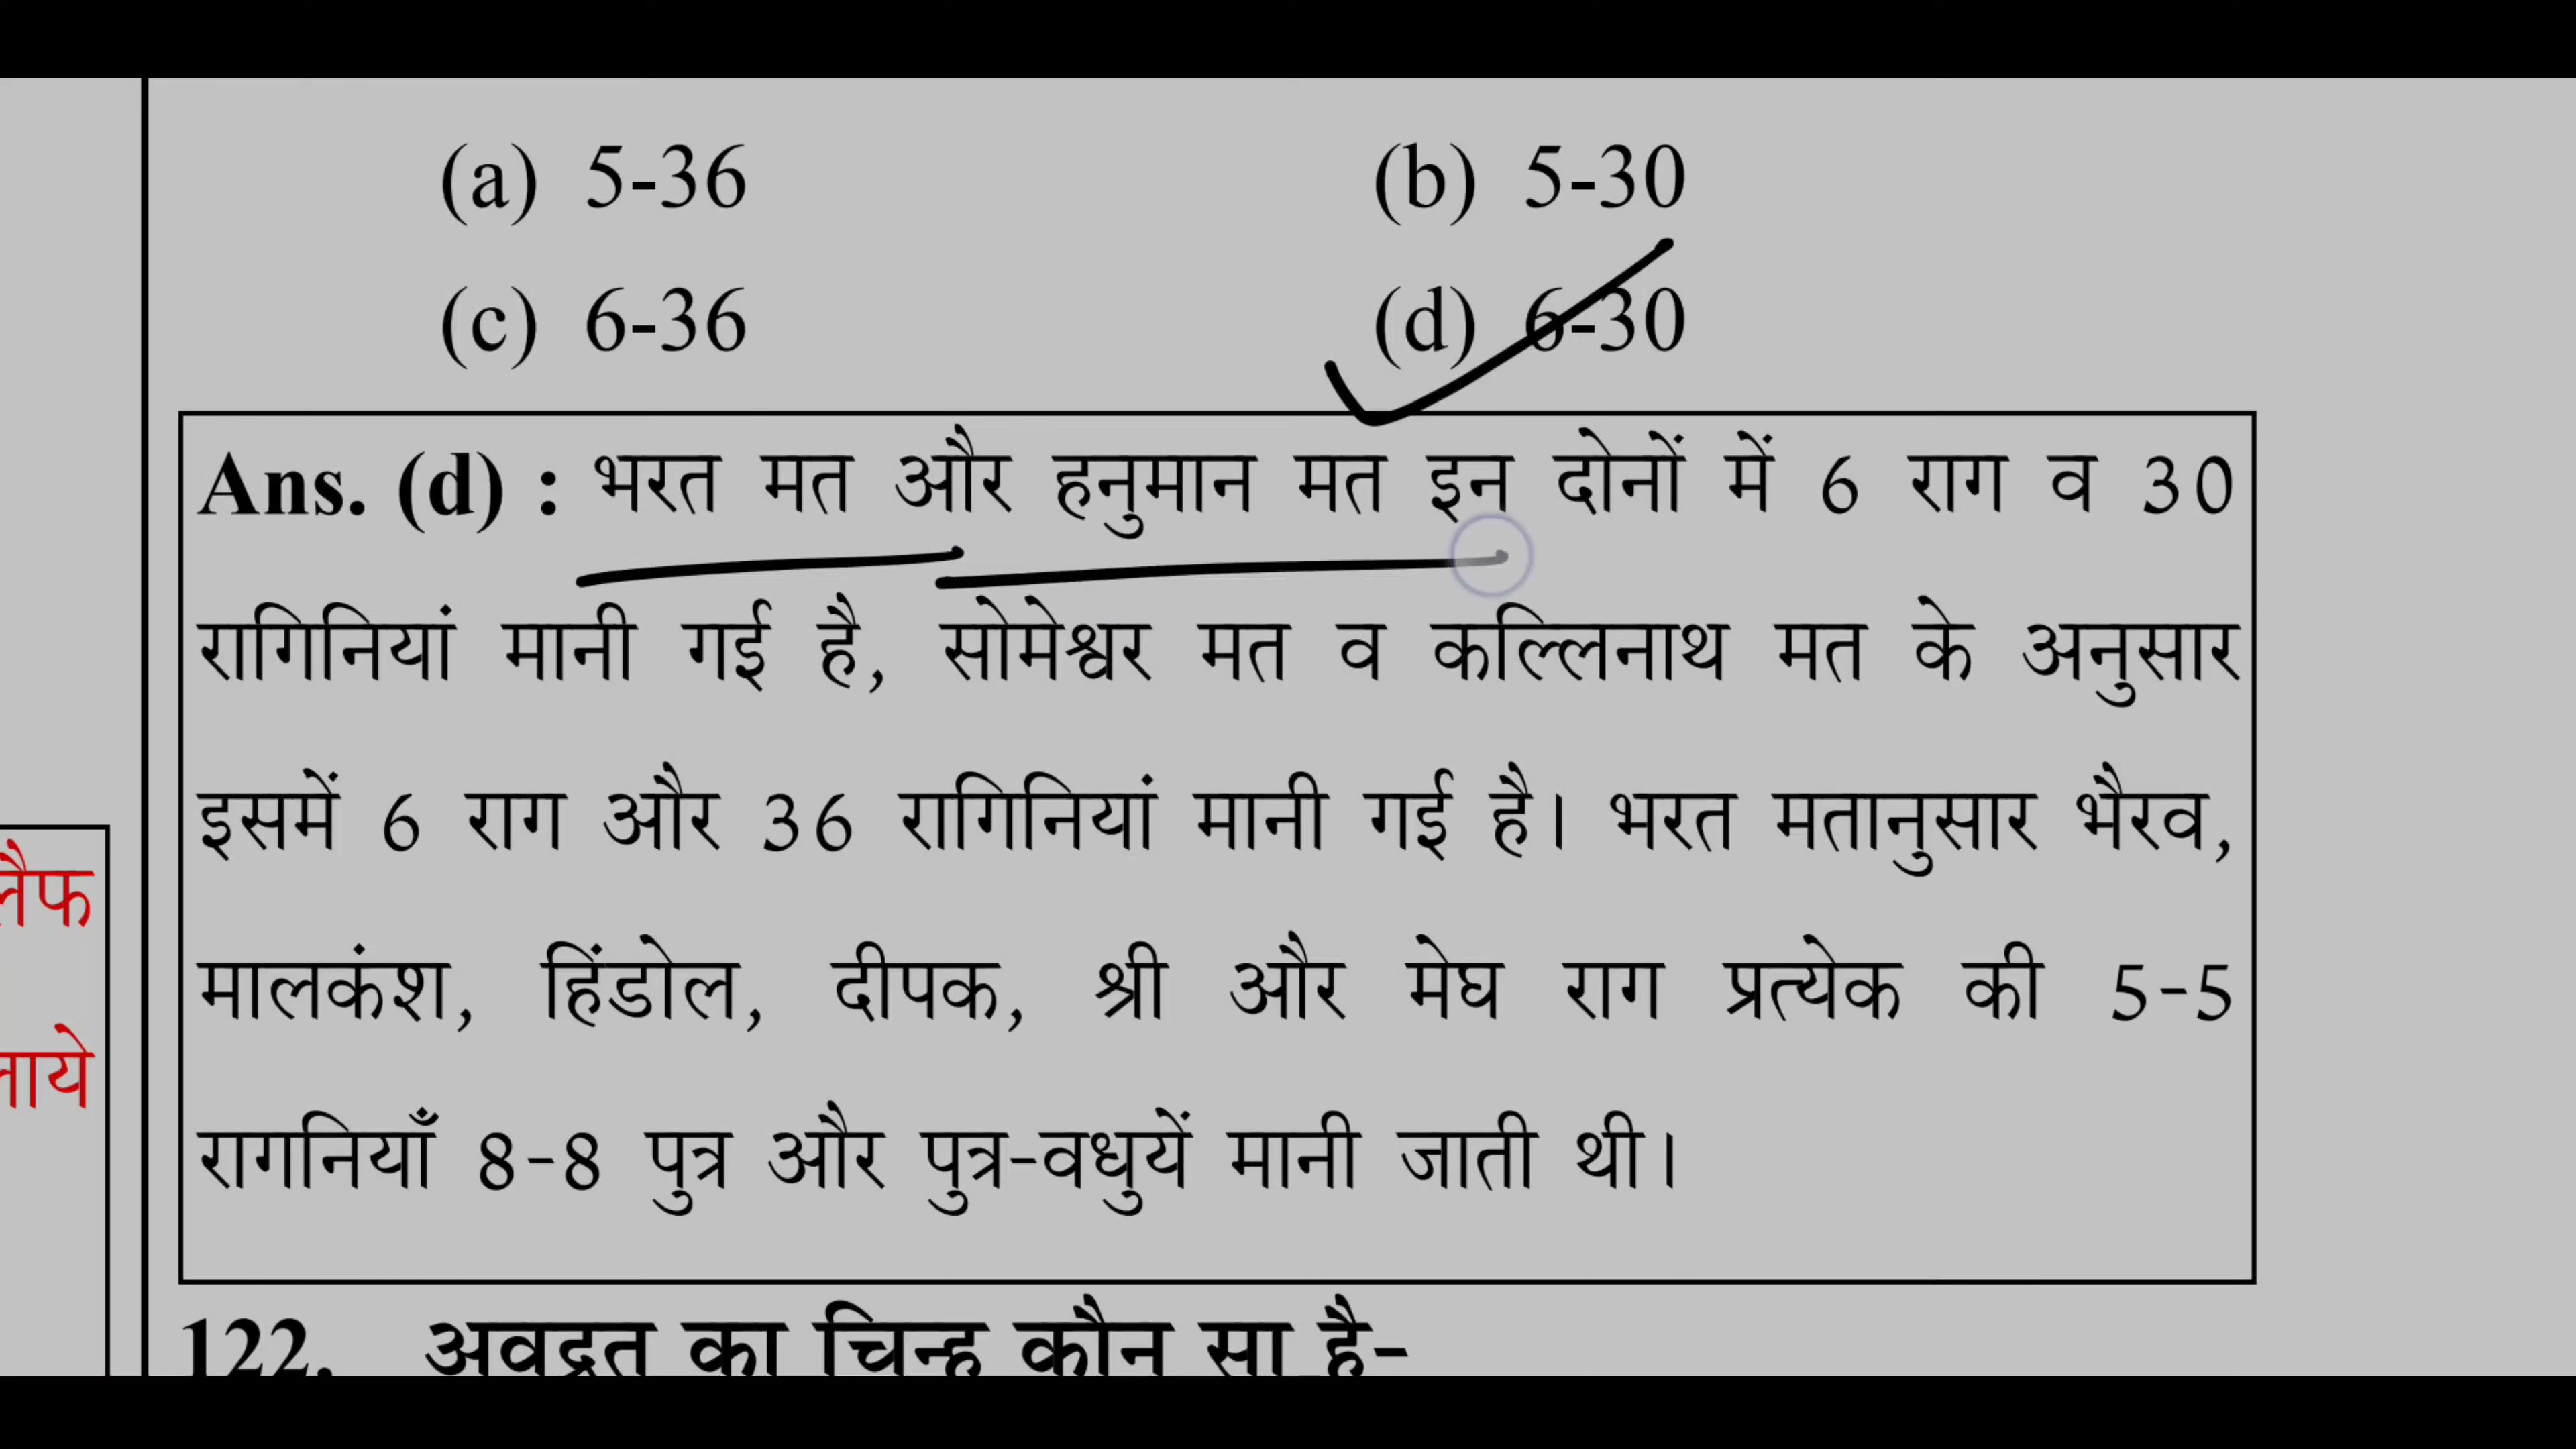 (a) 5-36 (b) 5-30
(c) 6-36 (d) 6-30
Ans. (d) : भरत मत और हनुमान मत इन दोनों में 6 राग व 30
रागिनियां मानी गई है, सोमेश्वर मत व कल्लिनाथ मत के अनुसार
इसमें 6 राग और 36 रागिनियां मानी गई है। भरत मतानुसार भैरव,
मालकंश, हिंडोल, दीपक, श्री और मेघ राग प्रत्येक की 5-5
रागनियाँ 8-8 पुत्र और पुत्र-वधुयें मानी जाती थी।
122. अवद्रुत का चिन्ह कौन सा है-